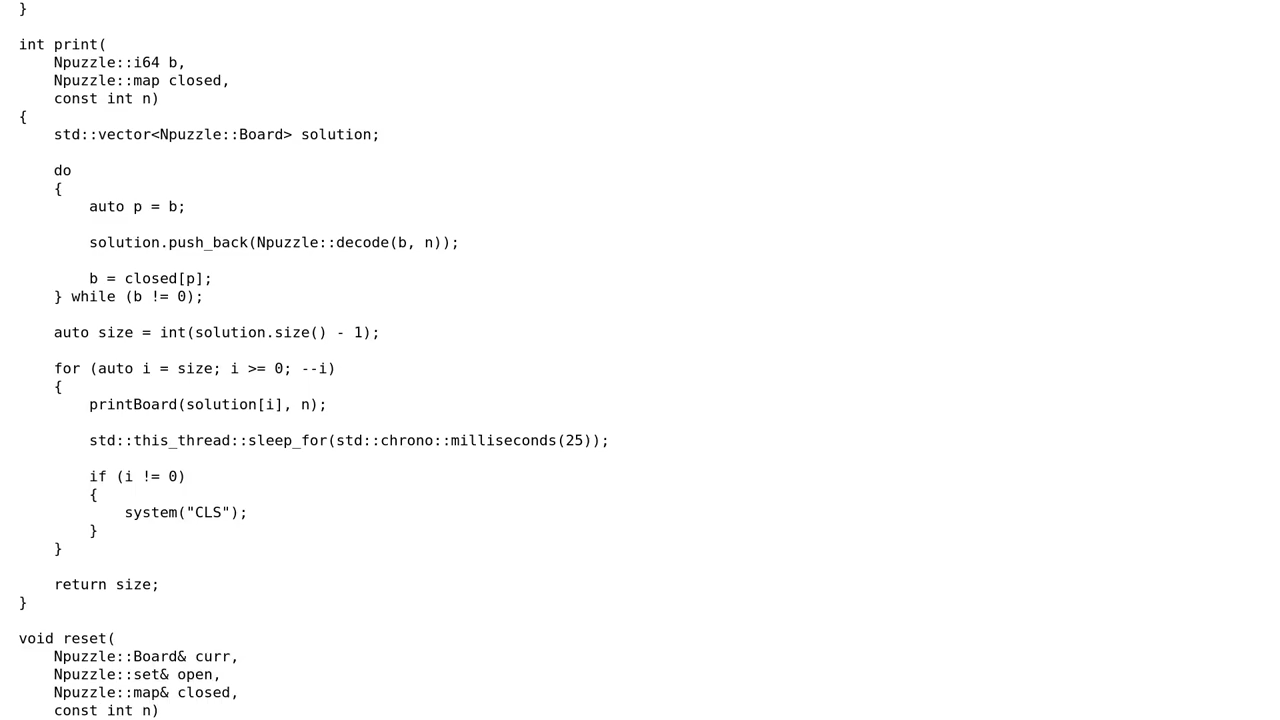 }
int print(
    Npuzzle::i64 b,
    Npuzzle::map closed,
    const int n)
{
    std::vector<Npuzzle::Board> solution;
    do
    {
        auto p = b;
        solution.push_back(Npuzzle::decode(b, n));
        b = closed[p];
    } while (b != 0);
    auto size = int(solution.size() - 1);
    for (auto i = size; i >= 0; --i)
    {
        printBoard(solution[i], n);
        std::this_thread::sleep_for(std::chrono::milliseconds(25));
        if (i != 0)
        {
            system("CLS");
        }
    }
    return size;
}
void reset(
    Npuzzle::Board& curr,
    Npuzzle::set& open,
    Npuzzle::map& closed,
    const int n)